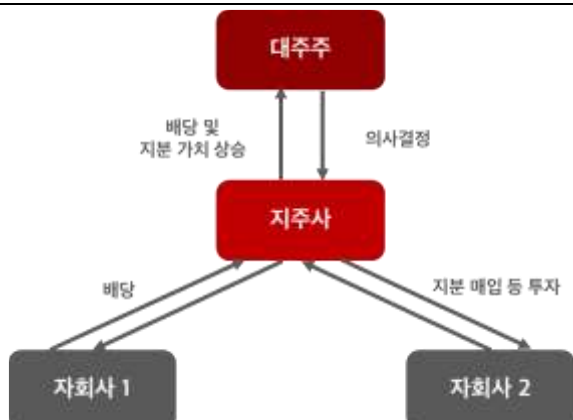 대주주
배당 및
지분 가치 상승
의사결정
지주사
배당
지분 매입 등 투자
자회사 1
자회사 2